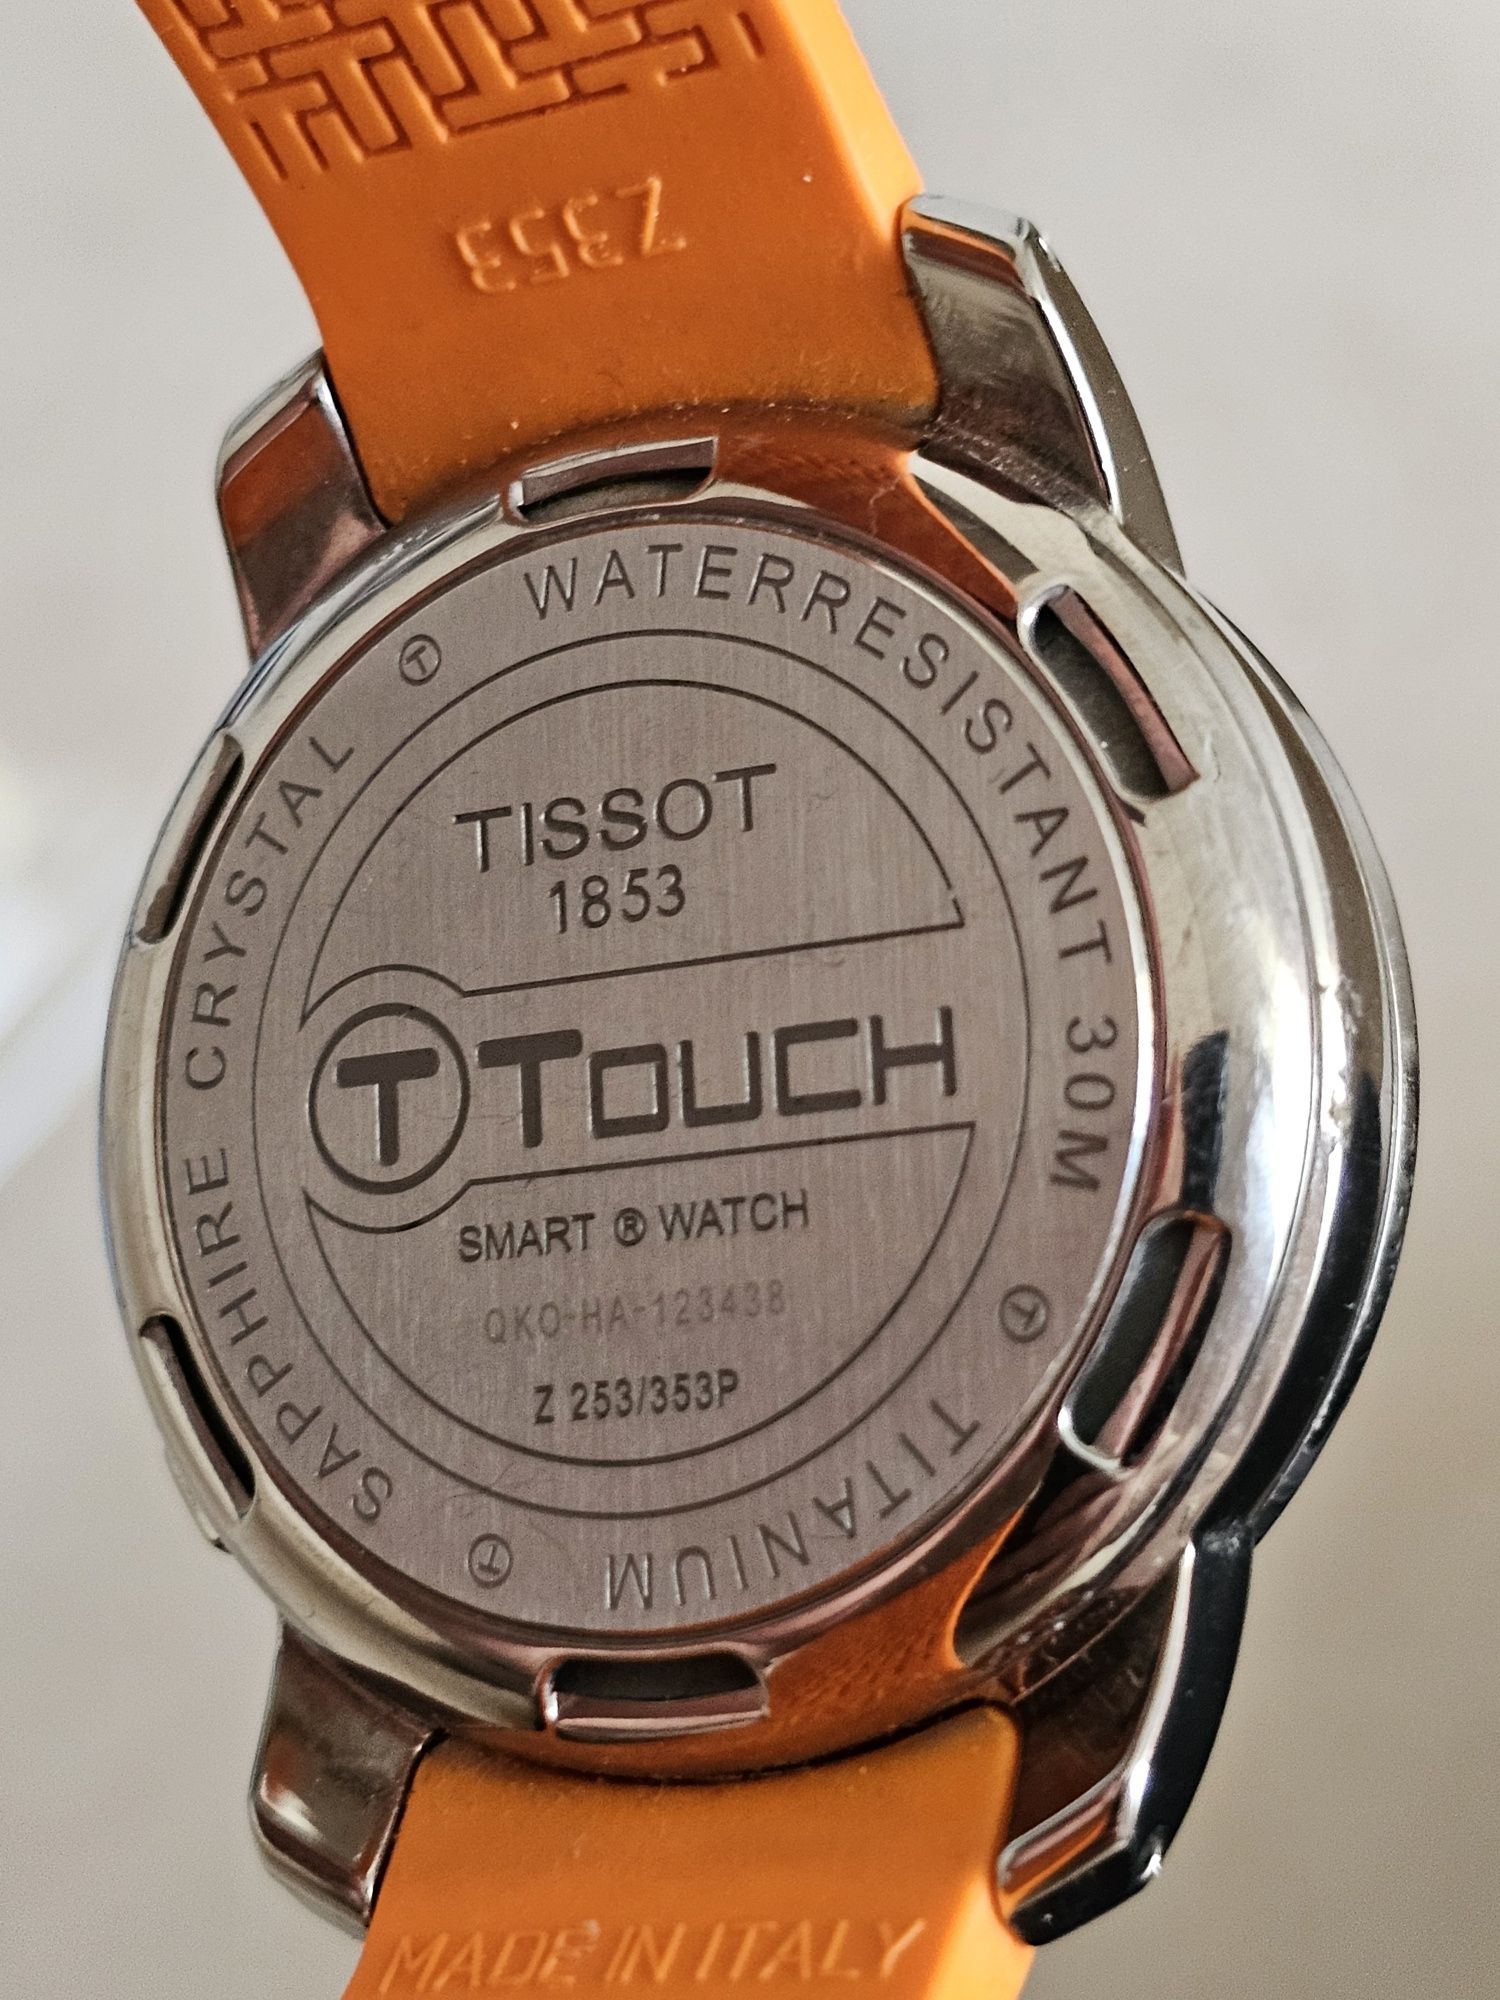 Z353
WATERRESISTANT 30M
T
TITANIUM
T
SAPPHIRE CRYSTAL
T
TISSOT
1853
T TOUCH
SMART ® WATCH
QKO-HA-123438
Z 253/353P
MADE IN ITALY